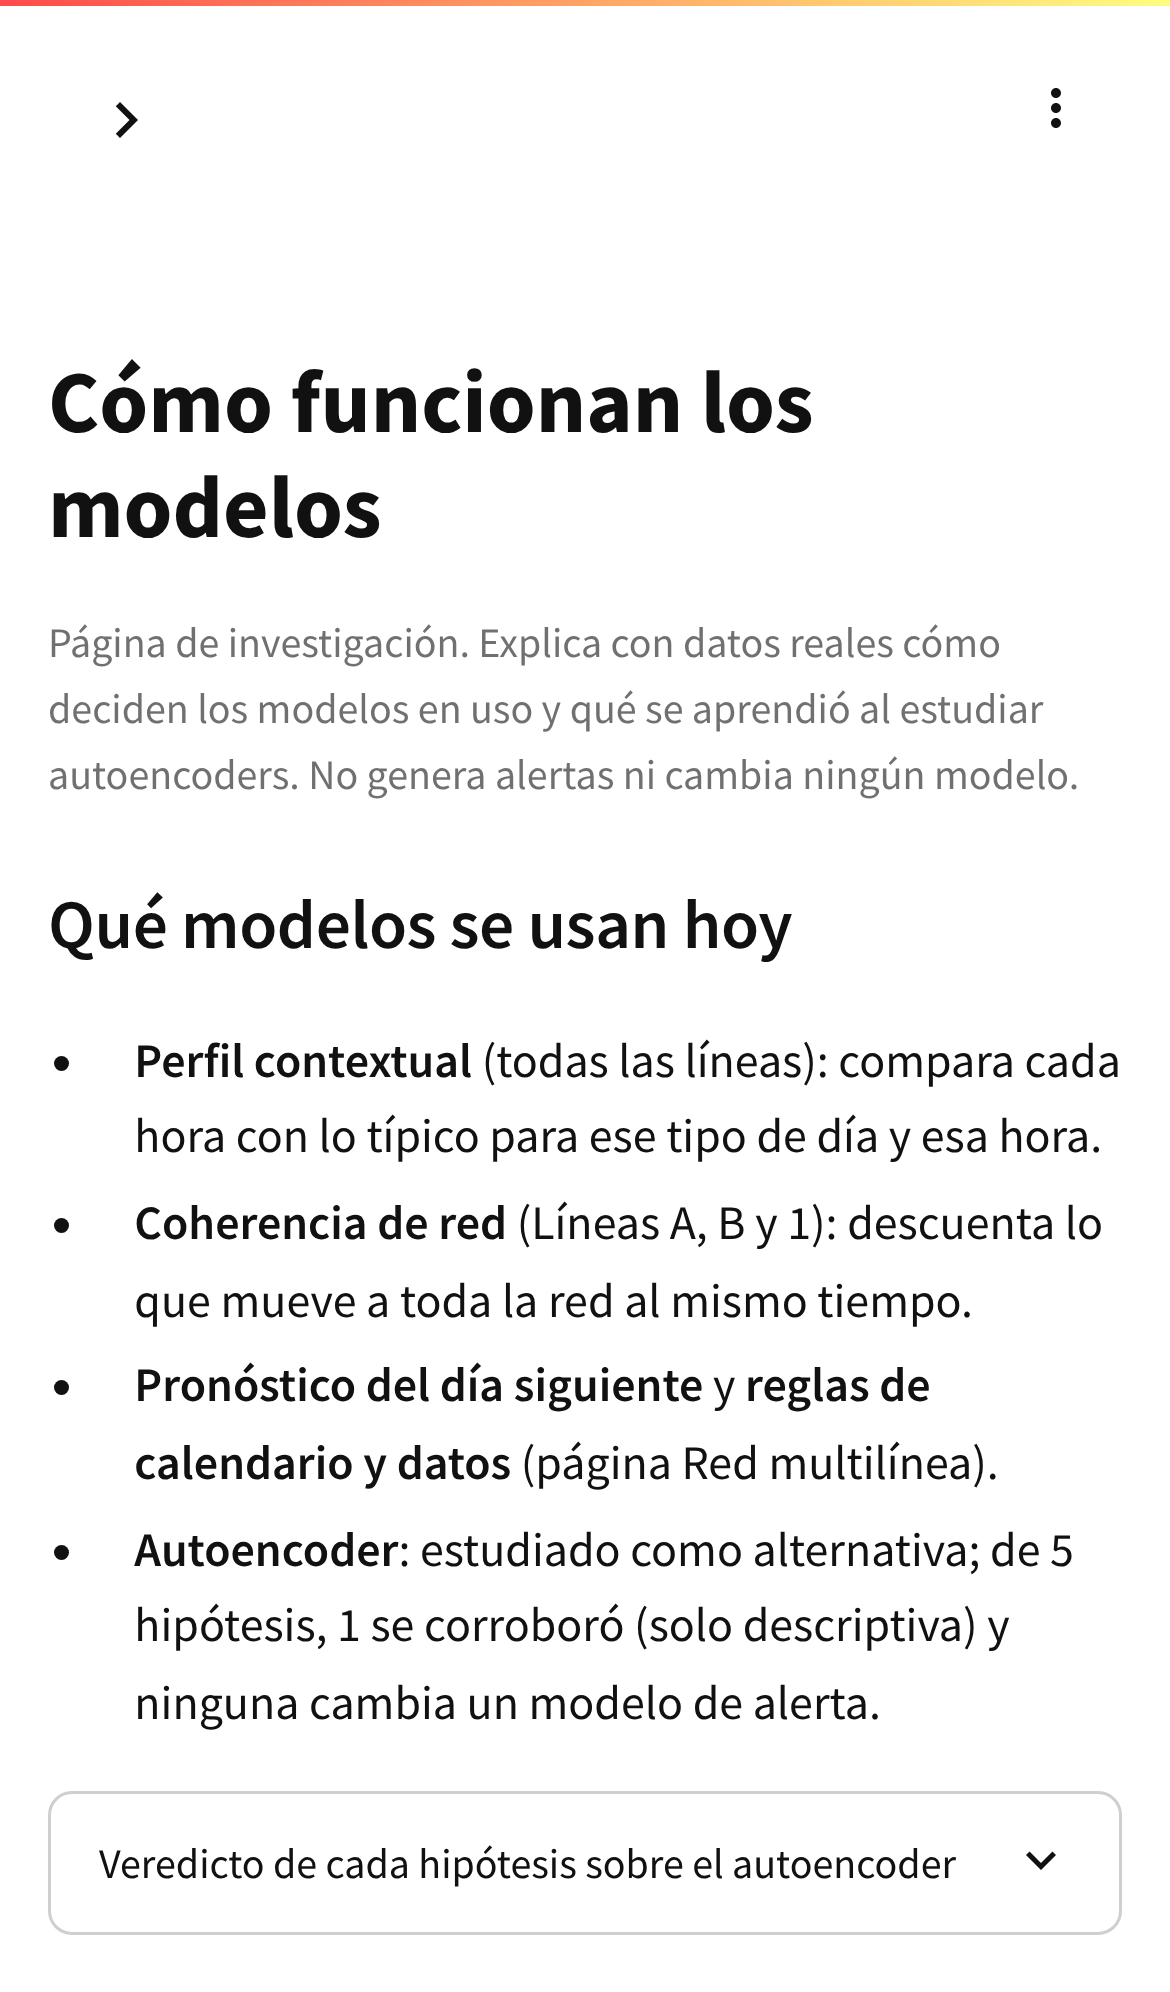 Cómo funcionan los
modelos
Página de investigación. Explica con datos reales cómo
deciden los modelos en uso y qué se aprendió al estudiar
autoencoders. No genera alertas ni cambia ningún modelo.
Qué modelos se usan hoy
• Perfil contextual (todas las líneas): compara cada
hora con lo típico para ese tipo de día y esa hora.
• Coherencia de red (Líneas A, B y 1): descuenta lo
que mueve a toda la red al mismo tiempo.
• Pronóstico del día siguiente y reglas de
calendario y datos (página Red multilínea).
• Autoencoder: estudiado como alternativa; de 5
hipótesis, 1 se corroboró (solo descriptiva) y
ninguna cambia un modelo de alerta.
Veredicto de cada hipótesis sobre el autoencoder